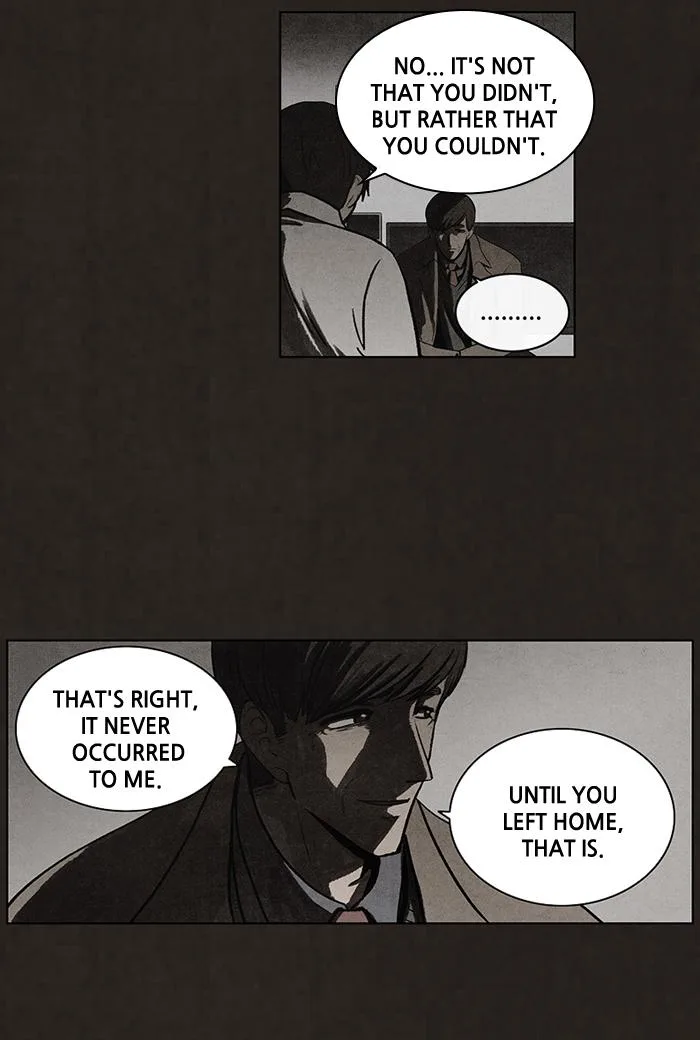 NO... IT'S NOT
THAT YOU DIDN'T,
BUT RATHER THAT
YOU COULDN'T.
.........
THAT'S RIGHT,
IT NEVER
OCCURRED
TO ME.
UNTIL YOU
LEFT HOME,
THAT IS.